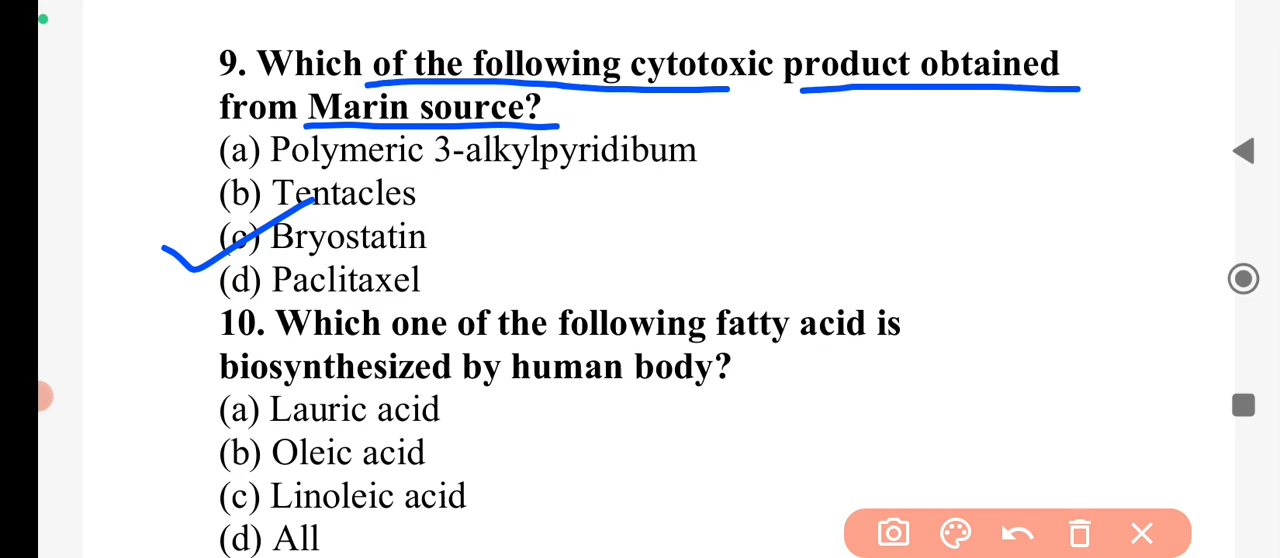 9. Which of the following cytotoxic product obtained
from Marin source?
(a) Polymeric 3-alkylpyridibum
(b) Tentacles
(c) Bryostatin
(d) Paclitaxel
10. Which one of the following fatty acid is
biosynthesized by human body?
(a) Lauric acid
(b) Oleic acid
(c) Linoleic acid
(d) All